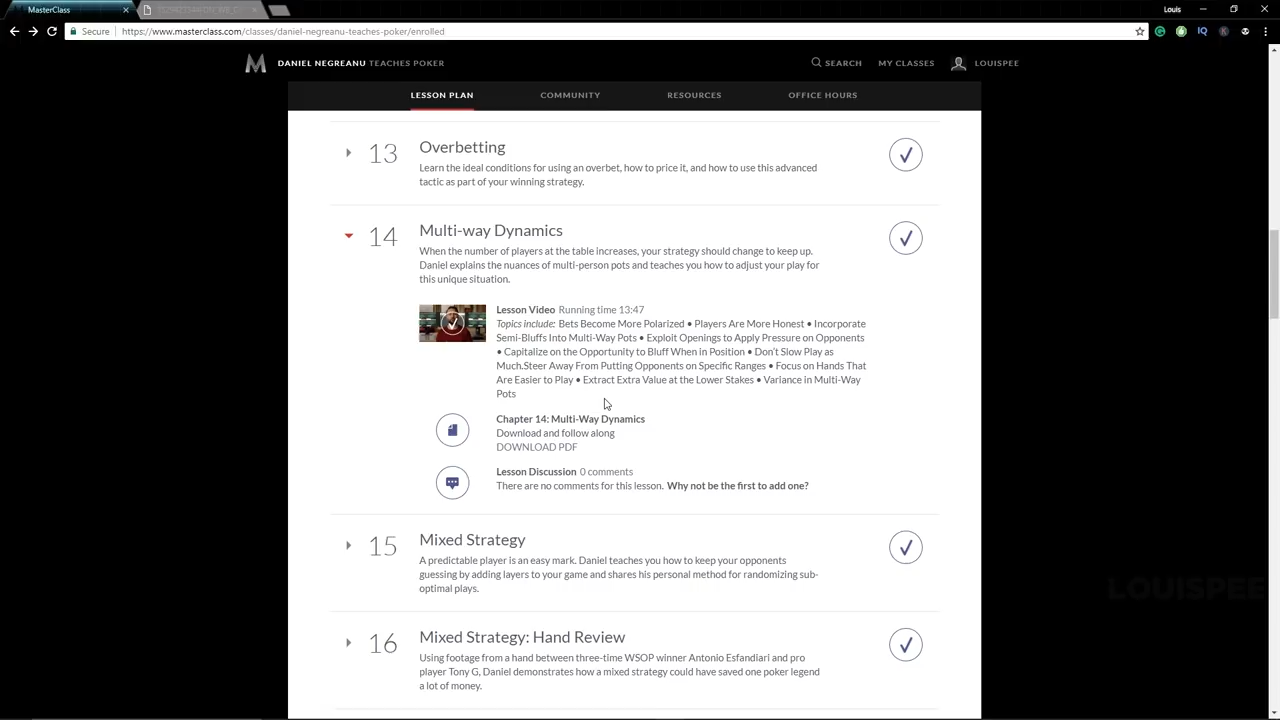 MasterClass
Louis
Secure
https://www.masterclass.com/classes/daniel-negreanu-teaches-poker/enrolled
DANIEL NEGREANU TEACHES POKER
SEARCH
MY CLASSES
LOUISPEE
LESSON PLAN
COMMUNITY
RESOURCES
OFFICE HOURS
13
Overbetting
Learn the ideal conditions for using an overbet, how to price it, and how to use this advanced
tactic as part of your winning strategy.
14
Multi-way Dynamics
When the number of players at the table increases, your strategy should change to keep up.
Daniel explains the nuances of multi-person pots and teaches you how to adjust your play for
this unique situation.
Lesson Video Running time 13:47
Topics include: Bets Become More Polarized • Players Are More Honest • Incorporate
Semi-Bluffs Into Multi-Way Pots • Exploit Openings to Apply Pressure on Opponents
• Capitalize on the Opportunity to Bluff When in Position • Don't Slow Play as
Much.Steer Away From Putting Opponents on Specific Ranges • Focus on Hands That
Are Easier to Play • Extract Extra Value at the Lower Stakes • Variance in Multi-Way
Pots
Chapter 14: Multi-Way Dynamics
Download and follow along
DOWNLOAD PDF
Lesson Discussion 0 comments
There are no comments for this lesson. Why not be the first to add one?
15
Mixed Strategy
A predictable player is an easy mark. Daniel teaches you how to keep your opponents
guessing by adding layers to your game and shares his personal method for randomizing sub-
optimal plays.
LOUISPEE
16
Mixed Strategy: Hand Review
Using footage from a hand between three-time WSOP winner Antonio Esfandiari and pro
player Tony G, Daniel demonstrates how a mixed strategy could have saved one poker legend
a lot of money.